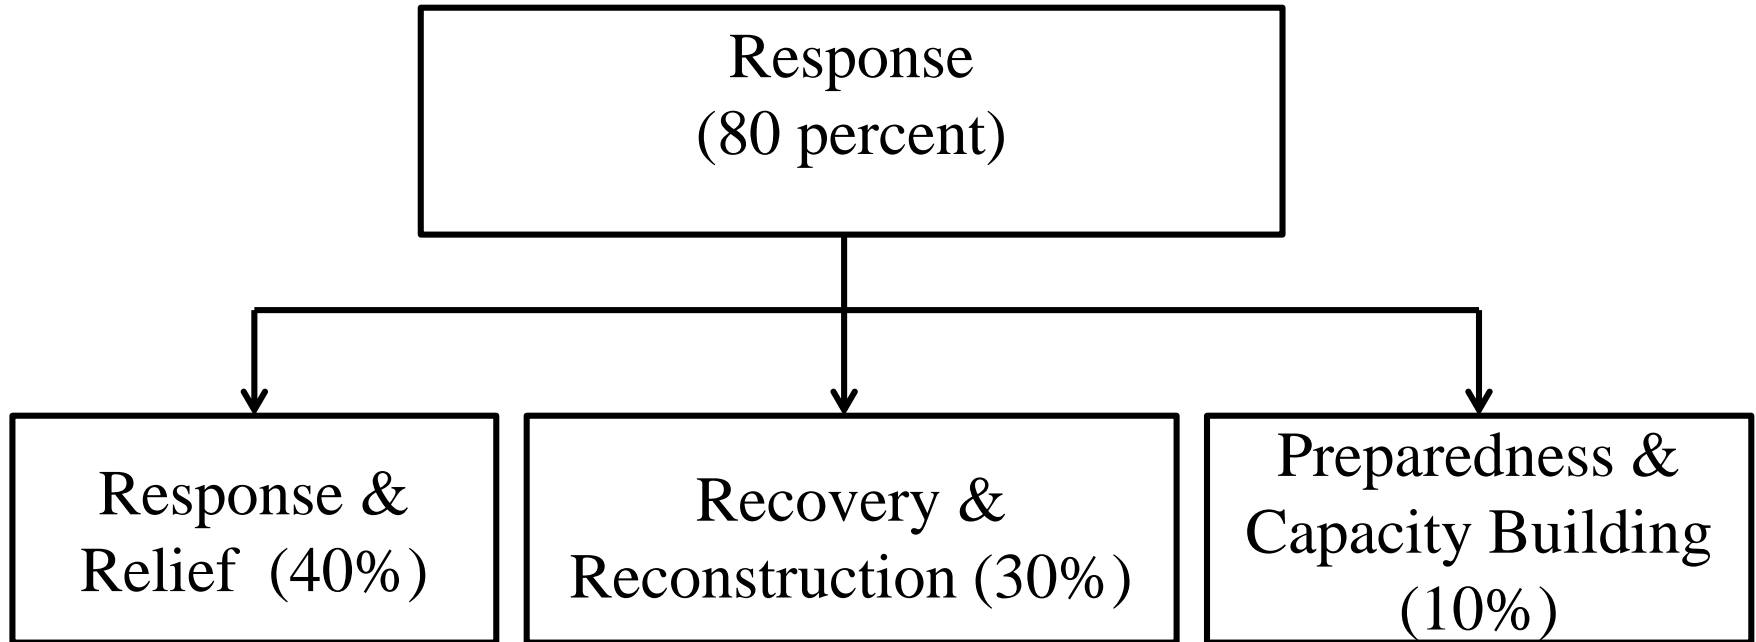 Response
(80 percent)
Response &
Relief (40%)
Recovery &
Reconstruction (30%)
Preparedness &
Capacity Building
(10%)